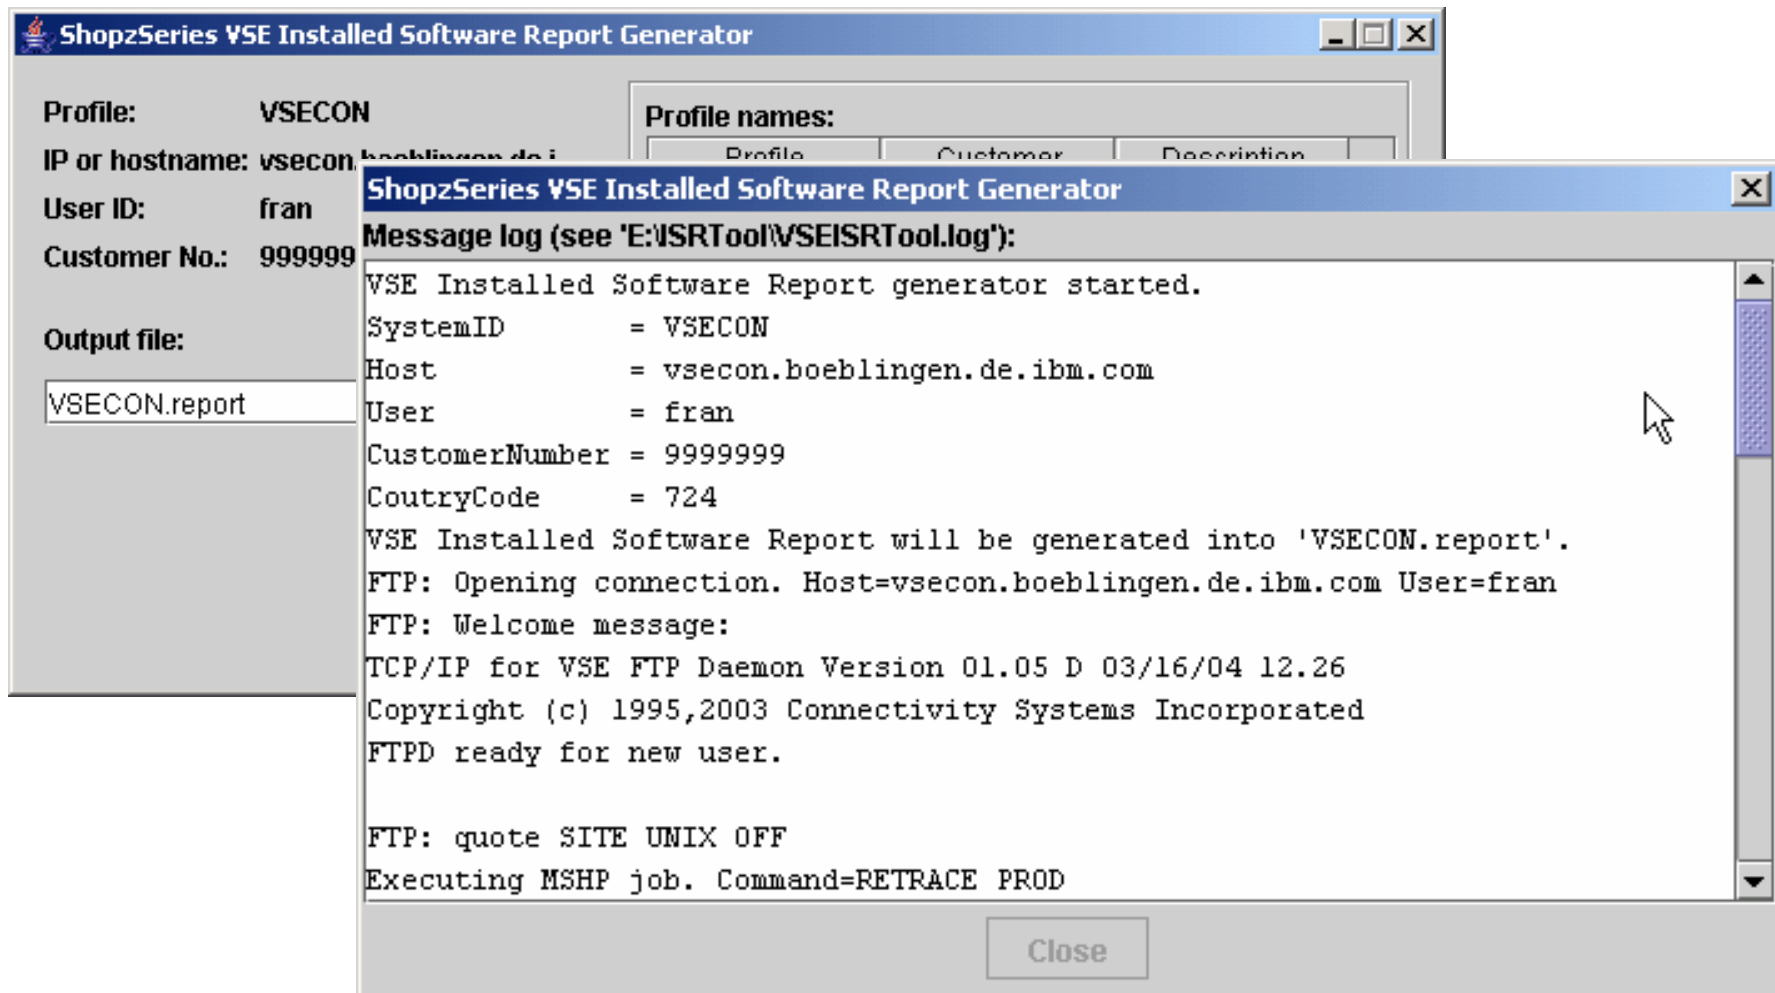 ShopzSeries VSE Installed Software Report Generator
Profile: VSECON
IP or hostname: vsecon.boeblingen.de.i
User ID: fran
Customer No.: 999999
Output file:
VSECON.report
Profile names:
Profile Customer Description
ShopzSeries VSE Installed Software Report Generator
Message log (see 'E:\ISRTool\VSEISRTool.log'):
VSE Installed Software Report generator started.
SystemID = VSECON
Host = vsecon.boeblingen.de.ibm.com
User = fran
CustomerNumber = 9999999
CoutryCode = 724
VSE Installed Software Report will be generated into 'VSECON.report'.
FTP: Opening connection. Host=vsecon.boeblingen.de.ibm.com User=fran
FTP: Welcome message:
TCP/IP for VSE FTP Daemon Version 01.05 D 03/16/04 12.26
Copyright (c) 1995,2003 Connectivity Systems Incorporated
FTPD ready for new user.
FTP: quote SITE UNIX OFF
Executing MSHP job. Command=RETRACE PROD
Close